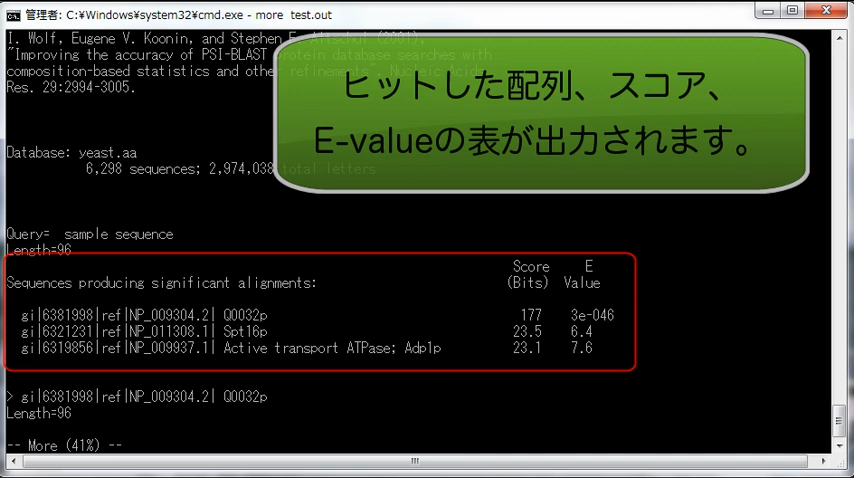 管理者: C:¥Windows¥system32¥cmd.exe - more test.out
I. Wolf, Eugene V. Koonin, and Stephen F. Altschul (2001),
"Improving the accuracy of PSI-BLAST protein database searches with
composition-based statistics and other refinements", Nucleic Acids
Res. 29:2994-3005.
ヒットした配列、スコア、
E-valueの表が出力されます。
Database: yeast.aa
6,298 sequences; 2,974,038 total letters
Query= sample sequence
Length=96
Score E
Sequences producing significant alignments: (Bits) Value
gi|6381998|ref|NP_009304.2| Q0032p 177 3e-046
gi|6321231|ref|NP_011308.1| Spt16p 23.5 6.4
gi|6319856|ref|NP_009937.1| Active transport ATPase; Adp1p 23.1 7.6
> gi|6381998|ref|NP_009304.2| Q0032p
Length=96
-- More (41%) --